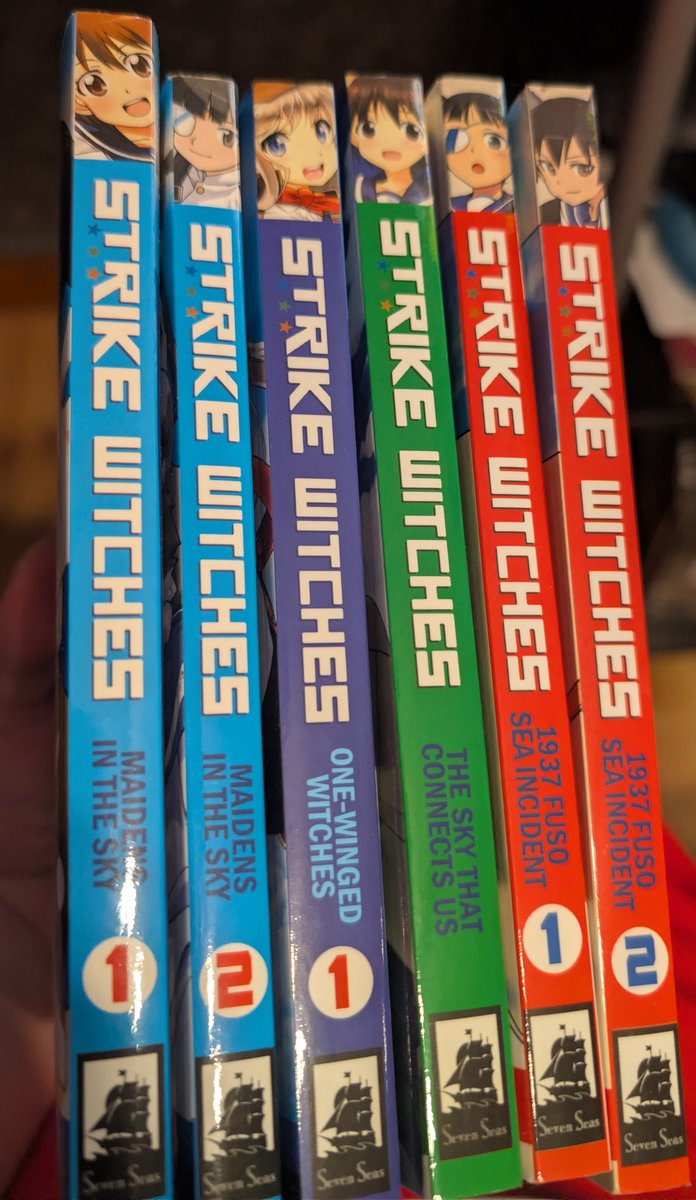 STRIKE WITCHES
MAIDENS
IN THE SKY
1
Seven Seas
STRIKE WITCHES
MAIDENS
IN THE SKY
2
Seven Seas
STRIKE WITCHES
ONE-WINGED
WITCHES
1
Seven Seas
STRIKE WITCHES
THE SKY THAT
CONNECTS US
Seven Seas
STRIKE WITCHES
1937 FUSO
SEA INCIDENT
1
Seven Seas
STRIKE WITCHES
1937 FUSO
SEA INCIDENT
2
Seven Seas